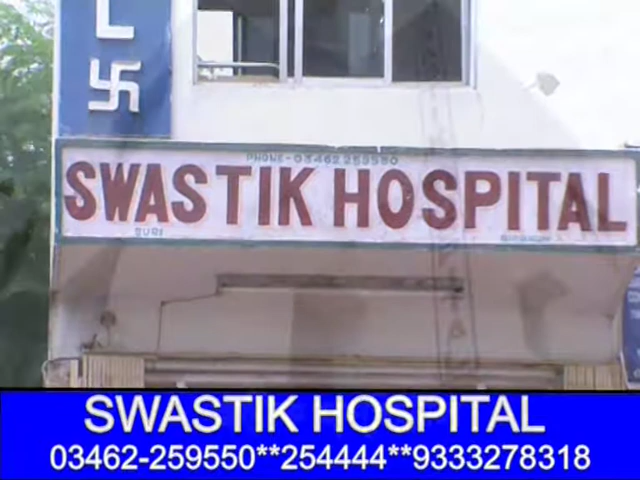 L
PHONE-03462 259550
SWASTIK HOSPITAL
SURI
SWASTIK HOSPITAL
03462-259550**254444**9333278318